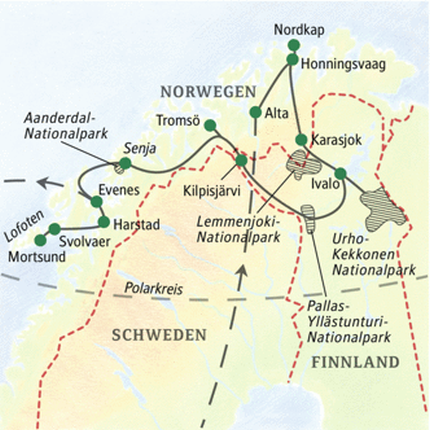 Nordkap
Honningsvaag
NORWEGEN
Alta
Aanderdal-
Nationalpark
Tromsö
Senja
Karasjok
Kilpisjärvi
Ivalo
Evenes
Lemmenjoki-
Nationalpark
Lofoten
Harstad
Svolvaer
Mortsund
Urho-
Kekkonen
Nationalpark
Polarkreis
Pallas-
Yllästunturi-
Nationalpark
SCHWEDEN
FINNLAND